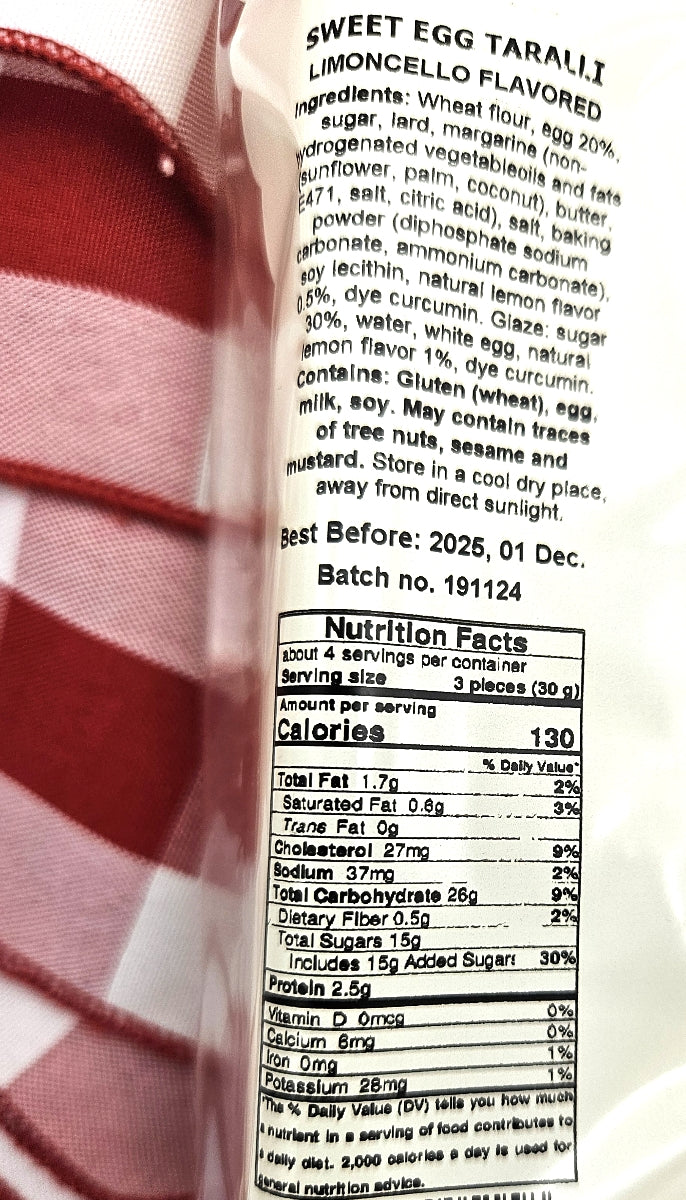 SWEET EGG TARALLI
LIMONCELLO FLAVORED
Ingredients: Wheat flour, egg 20%,
sugar, lard, margarine (non-
ydrogenated vegetableoils and fats
(sunflower, palm, coconut), butter,
E471, salt, citric acid), salt, baking
powder (diphosphate sodium
carbonate, ammonium carbonate),
soy lecithin, natural lemon flavor
0.5%, dye curcumin. Glaze: sugar
30%, water, white egg, natural
lemon flavor 1%, dye curcumin.
Contains: Gluten (wheat), egg,
milk, soy. May contain traces
of tree nuts, sesame and
mustard. Store in a cool dry place,
away from direct sunlight.
Best Before: 2025, 01 Dec.
Batch no. 191124
Nutrition Facts
about 4 servings per container
Serving size 3 pieces (30 g)
Amount per serving
Calories 130
% Daily Value*
Total Fat 1.7g 2%
Saturated Fat 0.6g 3%
Trans Fat 0g
Cholesterol 27mg 9%
Sodium 37mg 2%
Total Carbohydrate 26g 9%
Dietary Fiber 0.5g 2%
Total Sugars 15g
Includes 15g Added Sugars 30%
Protein 2.5g
Vitamin D 0mcg 0%
Calcium 6mg 0%
Iron 0mg 1%
Potassium 28mg 1%
*The % Daily Value (DV) tells you how much
a nutrient in a serving of food contributes to
a daily diet. 2,000 calories a day is used for
general nutrition advice.